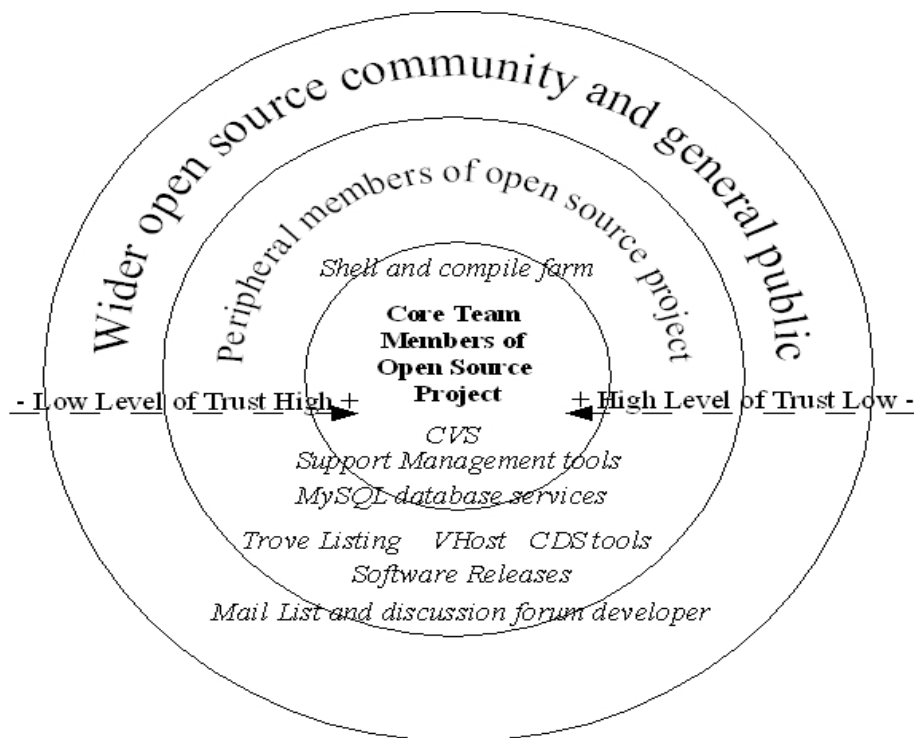 Wider open source community and general public
Peripheral members of open source project
Shell and compile farm
Core Team
Members of
Open Source
Project
- Low Level of Trust High +
+ High Level of Trust Low -
CVS
Support Management tools
MySQL database services
Trove Listing VHost CDS tools
Software Releases
Mail List and discussion forum developer